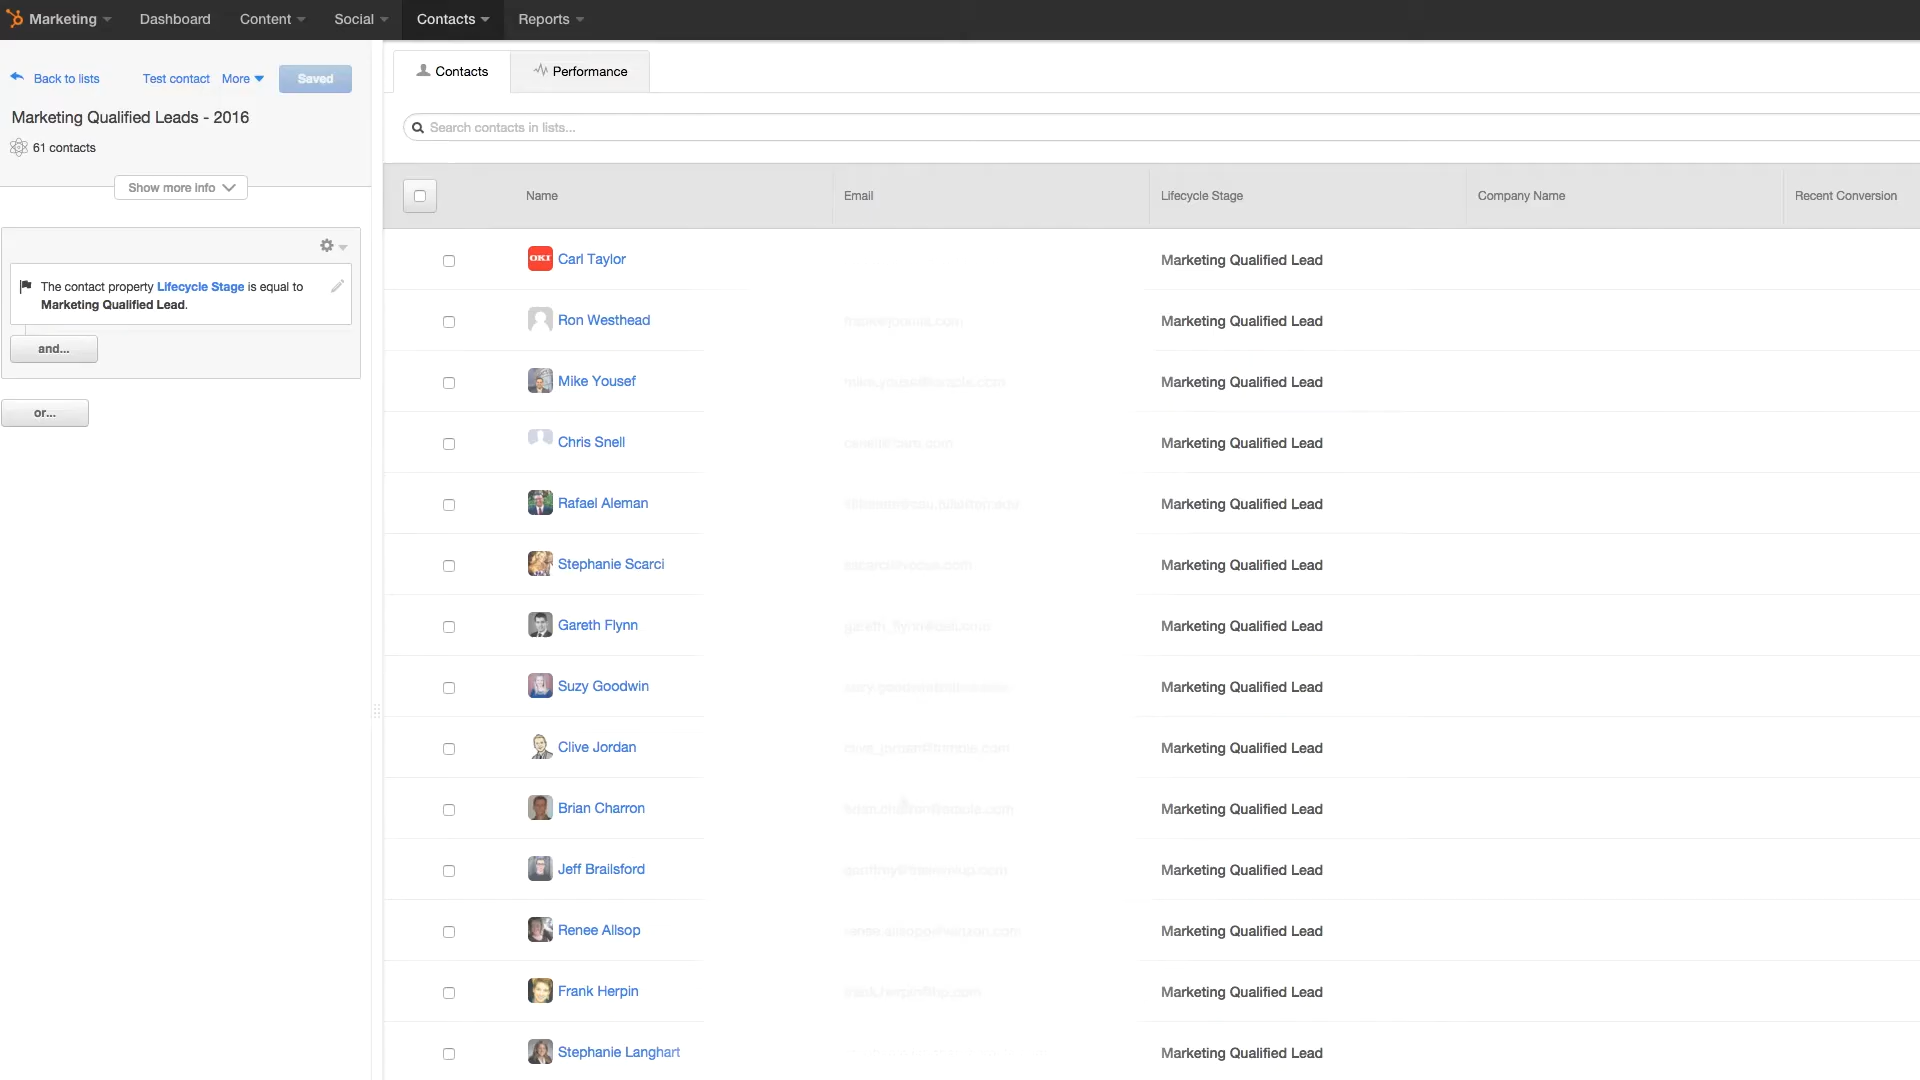 Marketing Dashboard Content Social Contacts Reports
Back to lists Test contact More Saved
Marketing Qualified Leads - 2016
61 contacts
Show more info
The contact property Lifecycle Stage is equal to
Marketing Qualified Lead.
and...
or...
Contacts Performance
Search contacts in lists...
Name Email Lifecycle Stage Company Name Recent Conversion
OKI Carl Taylor Marketing Qualified Lead
Ron Westhead Marketing Qualified Lead
Mike Yousef Marketing Qualified Lead
Chris Snell Marketing Qualified Lead
Rafael Aleman Marketing Qualified Lead
Stephanie Scarci Marketing Qualified Lead
Gareth Flynn Marketing Qualified Lead
Suzy Goodwin Marketing Qualified Lead
Clive Jordan Marketing Qualified Lead
Brian Charron Marketing Qualified Lead
Jeff Brailsford Marketing Qualified Lead
Renee Allsop Marketing Qualified Lead
Frank Herpin Marketing Qualified Lead
Stephanie Langhart Marketing Qualified Lead